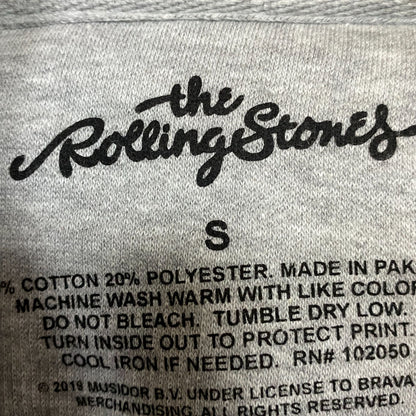 the
Rolling Stones
S
% COTTON 20% POLYESTER. MADE IN PAK
MACHINE WASH WARM WITH LIKE COLOR
DO NOT BLEACH. TUMBLE DRY LOW.
TURN INSIDE OUT TO PROTECT PRINT
COOL IRON IF NEEDED. RN# 102050
© 2019 MUSIDOR B.V. UNDER LICENSE TO BRAVA
MERCHANDISING. ALL RIGHTS RESERVED.